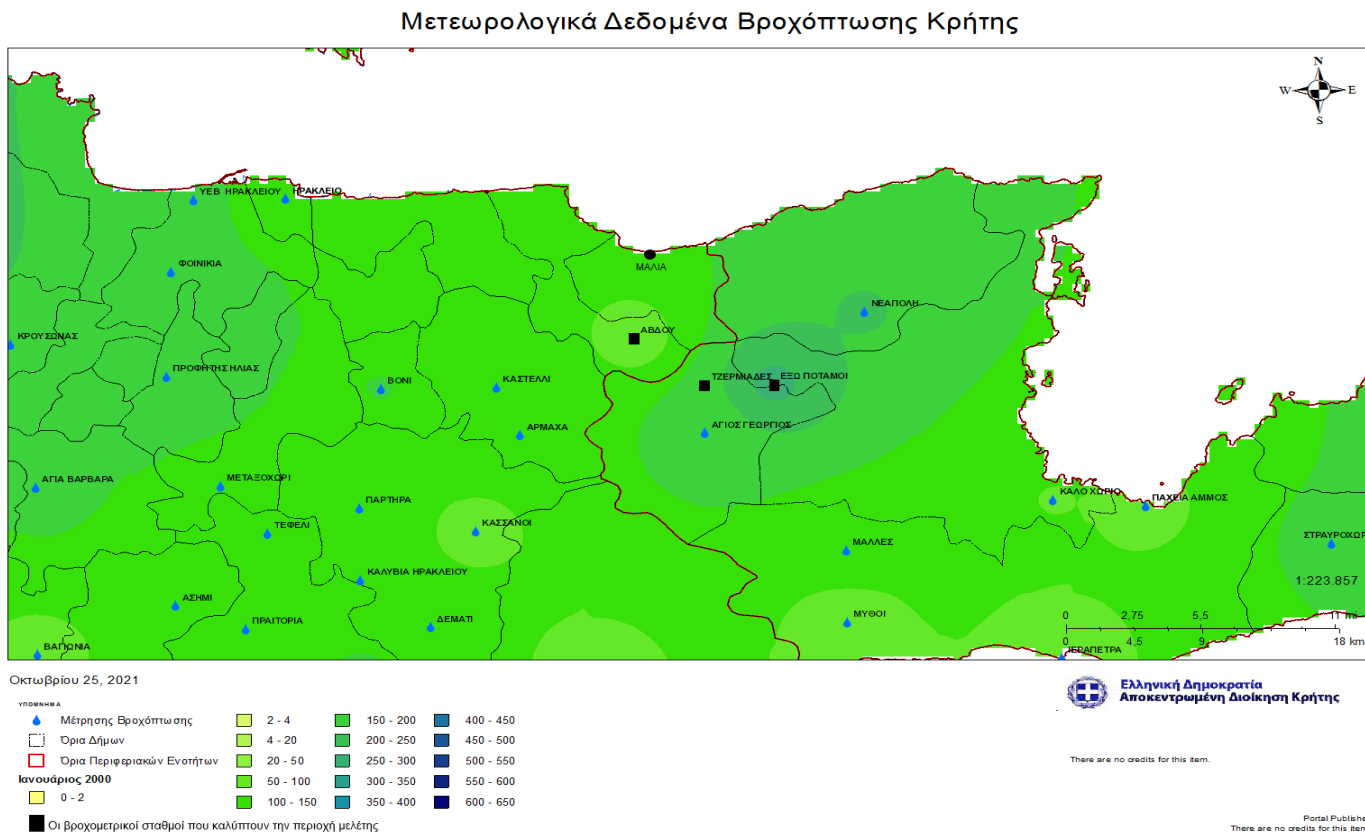 Μετεωρολογικά Δεδομένα Βροχόπτωσης Κρήτης
N
W E
S
ΥΕΒ ΗΡΑΚΛΕΙΟΥ
ΗΡΑΚΛΕΙΟ
ΦΟΙΝΙΚΙΑ
ΜΑΛΙΑ
ΝΕΑΠΟΛΗ
ΚΡΟΥΣΩΝΑΣ
ΑΒΔΟΥ
ΠΡΟΦΗΤΗΣ ΗΛΙΑΣ
ΒΟΝΙ
ΚΑΣΤΕΛΛΙ
ΤΖΕΡΜΙΑΔΕΣ
ΕΞΩ ΠΟΤΑΜΟΙ
ΑΡΜΑΧΑ
ΑΓΙΟΣ ΓΕΩΡΓΙΟΣ
ΑΓΙΑ ΒΑΡΒΑΡΑ
ΜΕΤΑΞΟΧΩΡΙ
ΠΑΡΤΗΡΑ
ΚΑΛΟ ΧΩΡΙΟ
ΠΑΧΕΙΑ ΑΜΜΟΣ
ΤΕΦΕΛΙ
ΚΑΣΣΑΝΟΙ
ΜΑΛΛΕΣ
ΣΤΑΥΡΟΧΩΡ
ΚΑΛΥΒΙΑ ΗΡΑΚΛΕΙΟΥ
1:223.857
ΑΣΗΜΙ
ΠΡΑΙΤΟΡΙΑ
ΔΕΜΑΤΙ
ΜΥΘΟΙ
0 2,75 5,5 11 mi
0 4,5 9 18 km
ΒΑΓΙΩΝΙΑ
ΙΕΡΑΠΕΤΡΑ
Οκτωβρίου 25, 2021
Ελληνική Δημοκρατία
Αποκεντρωμένη Διοίκηση Κρήτης
ΥΠΟΜΝΗΜΑ
Μέτρησης Βροχόπτωσης
Όρια Δήμων
Όρια Περιφεριακών Ενοτήτων
Ιανουάριος 2000
0 - 2
2 - 4
4 - 20
20 - 50
50 - 100
100 - 150
150 - 200
200 - 250
250 - 300
300 - 350
350 - 400
400 - 450
450 - 500
500 - 550
550 - 600
600 - 650
There are no credits for this item.
Οι βροχομετρικοί σταθμοί που καλύπτουν την περιοχή μελέτης
Portal Publishe
There are no credits for this item